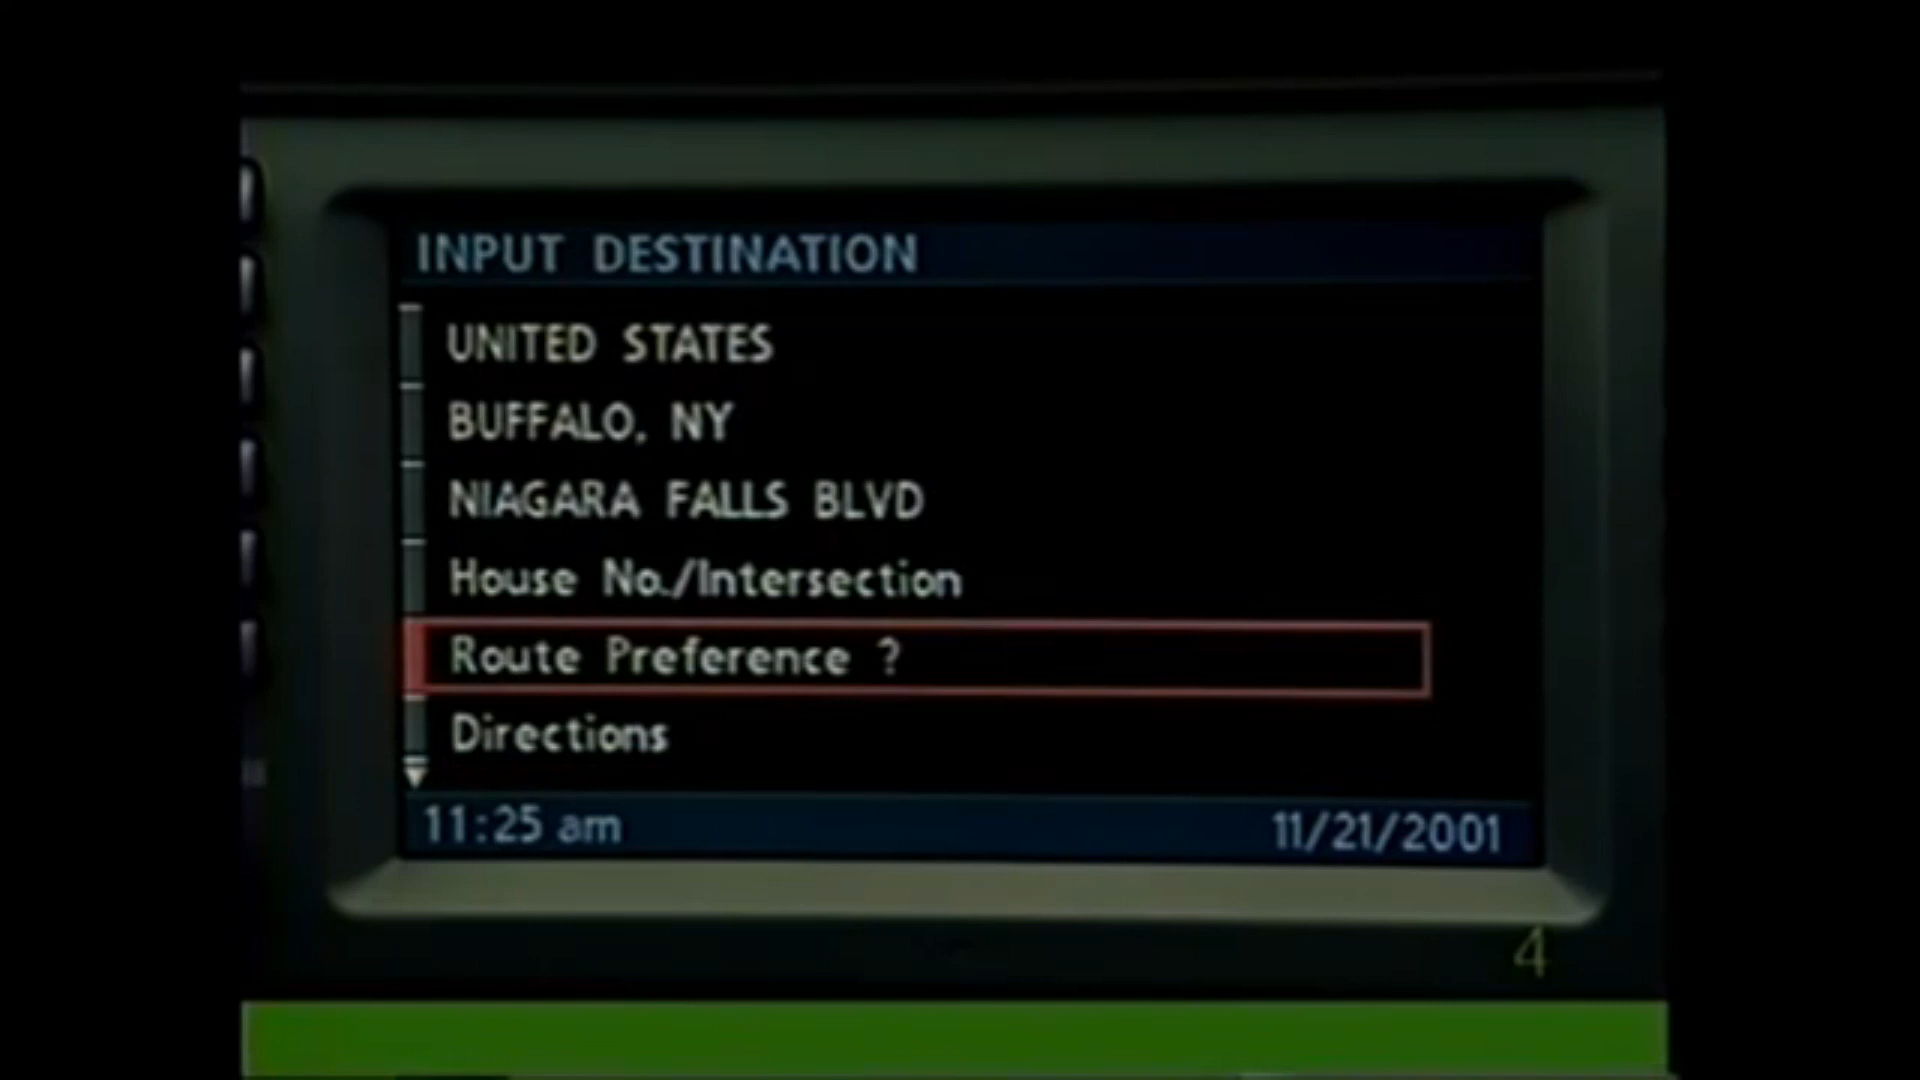 INPUT DESTINATION
UNITED STATES
BUFFALO, NY
NIAGARA FALLS BLVD
House No./Intersection
Route Preference ?
Directions
11:25 am 11/21/2001
4